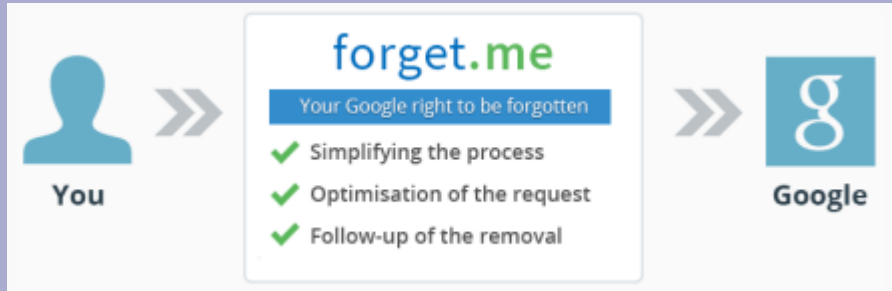 You
forget.me
Your Google right to be forgotten
Simplifying the process
Optimisation of the request
Follow-up of the removal
g
Google